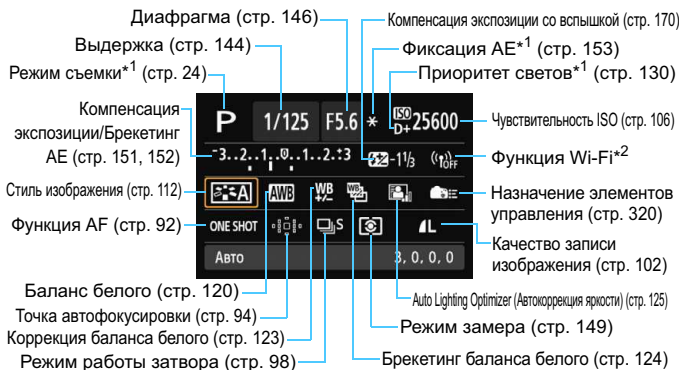 Диафрагма (стр. 146)
Компенсация экспозиции со вспышкой (стр. 170)
Выдержка (стр. 144)
Фиксация AE*1 (стр. 153)
Режим съемки*1 (стр. 24)
Приоритет светов*1 (стр. 130)
Компенсация
экспозиции/Брекетинг
AE (стр. 151, 152)
P 1/125 F5.6 * ISO D+ 25600
Чувствительность ISO (стр. 106)
-3..2..1..0..1..2.+3 -1 1/3 OFF
Функция Wi-Fi*2
Стиль изображения (стр. 112)
A AWB WB +/-
Назначение элементов
управления (стр. 320)
Функция AF (стр. 92)
ONE SHOT S L
Качество записи
изображения (стр. 102)
Авто 3, 0, 0, 0
Баланс белого (стр. 120)
Auto Lighting Optimizer (Автокоррекция яркости) (стр. 125)
Точка автофокусировки (стр. 94)
Режим замера (стр. 149)
Коррекция баланса белого (стр. 123)
Режим работы затвора (стр. 98)
Брекетинг баланса белого (стр. 124)